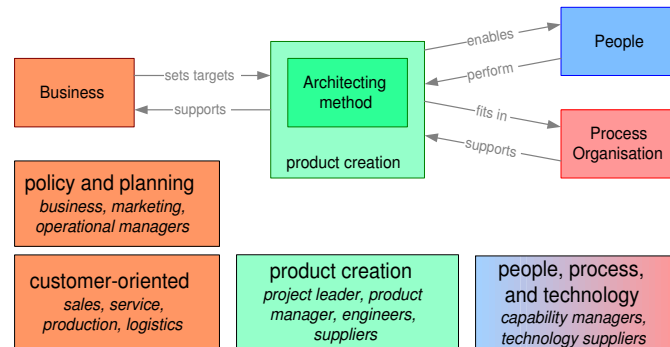 Business
sets targets
supports
Architecting
method
product creation
enables
perform
People
fits in
supports
Process
Organisation
policy and planning
business, marketing,
operational managers
customer-oriented
sales, service,
production, logistics
product creation
project leader, product
manager, engineers,
suppliers
people, process,
and technology
capability managers,
technology suppliers